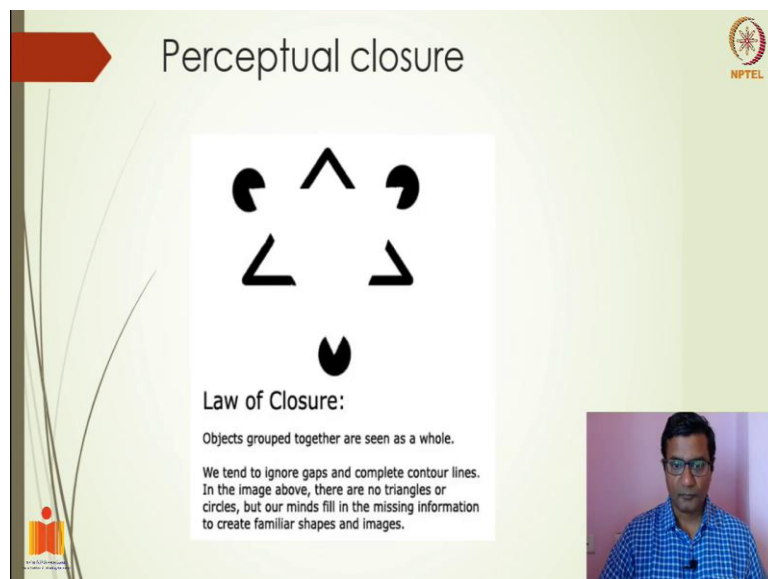 Perceptual closure
NPTEL
Law of Closure:
Objects grouped together are seen as a whole.
We tend to ignore gaps and complete contour lines.
In the image above, there are no triangles or
circles, but our minds fill in the missing information
to create familiar shapes and images.